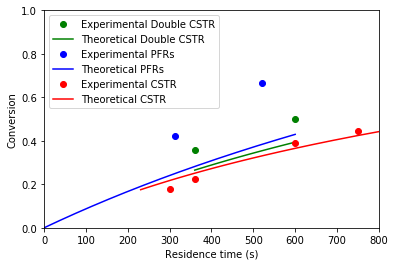 1.0
0.8
0.6
0.4
0.2
0.0
Conversion
Experimental Double CSTR
Theoretical Double CSTR
Experimental PFRs
Theoretical PFRs
Experimental CSTR
Theoretical CSTR
0 100 200 300 400 500 600 700 800
Residence time (s)